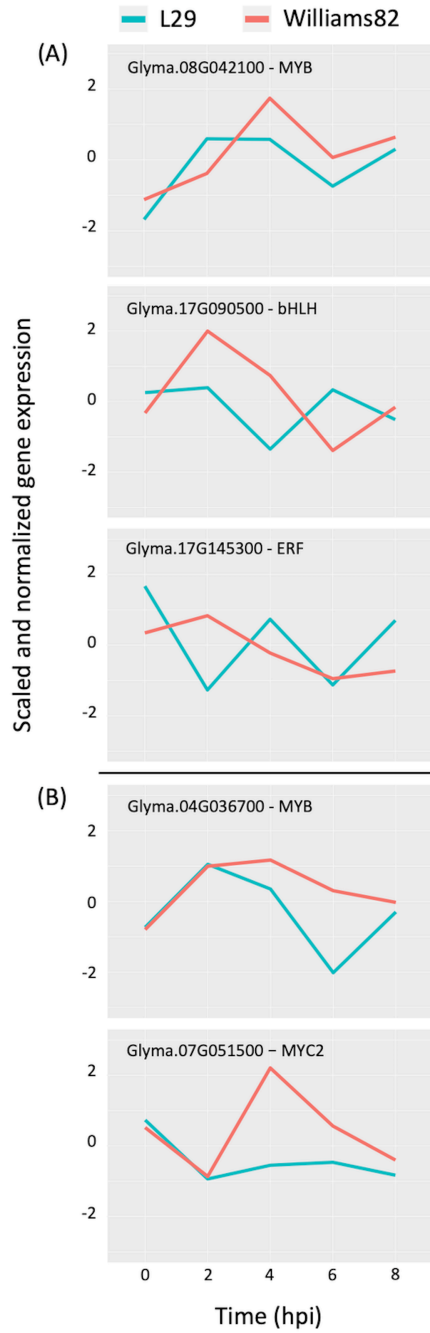 L29 Williams82
(A)
Glyma.08G042100 - MYB
2
0
-2
Glyma.17G090500 - bHLH
2
0
-2
Glyma.17G145300 - ERF
2
0
-2
Scaled and normalized gene expression
(B)
Glyma.04G036700 - MYB
2
0
-2
Glyma.07G051500 – MYC2
2
0
-2
0 2 4 6 8
Time (hpi)